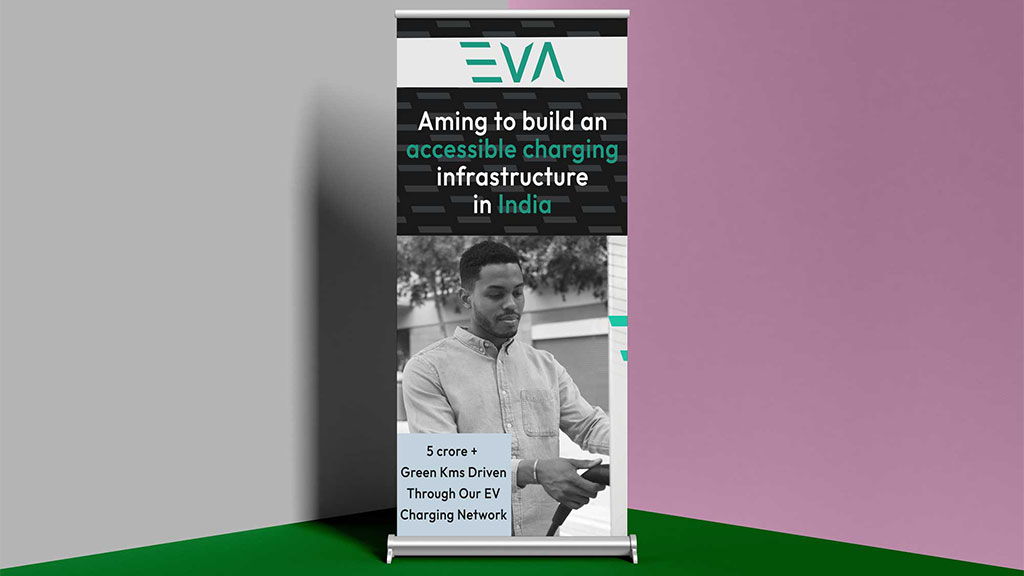 EVA
Aming to build an
accessible charging
infrastructure
in India
5 crore +
Green Kms Driven
Through Our EV
Charging Network